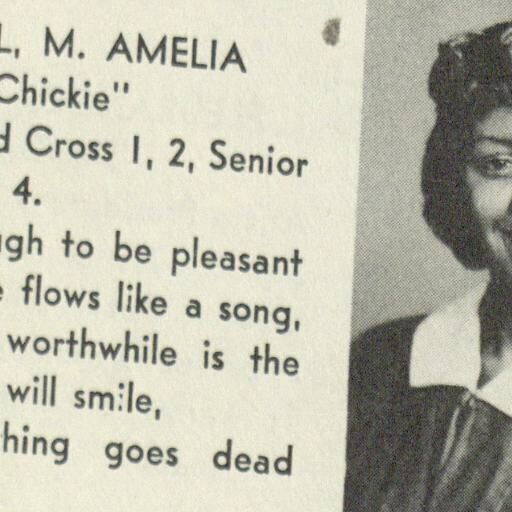 L, M. AMELIA
Chickie"
d Cross 1, 2, Senior
4.
ugh to be pleasant
e flows like a song,
worthwhile is the
will smile,
hing goes dead